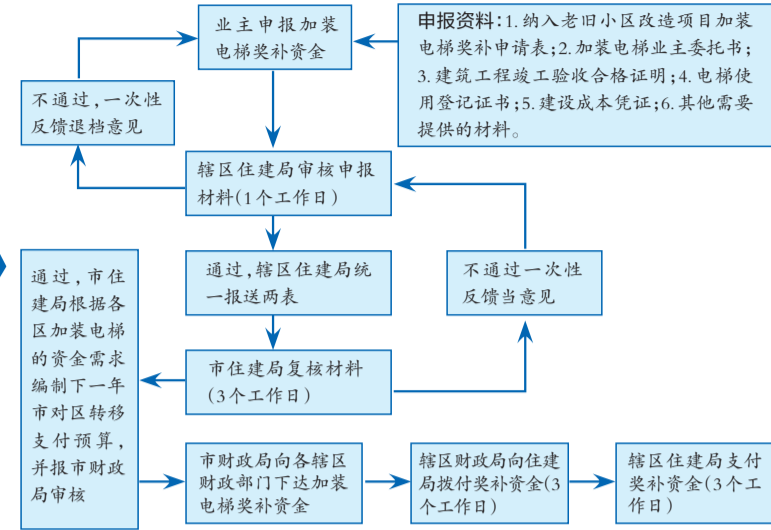 业主申报加装
电梯奖补资金
申报资料:1.纳入老旧小区改造项目加装
电梯奖补申请表;2.加装电梯业主委托书;
3.建筑工程竣工验收合格证明;4.电梯使
用登记证书;5.建设成本凭证;6.其他需要
提供的材料。
不通过,一次性
反馈退档意见
辖区住建局审核申报
材料(1个工作日)
通过,辖区住建局统
一报送两表
不通过一次性
反馈当意见
市住建局复核材料
(3个工作日)
通过,市住
建局根据各
区加装电梯
的资金需求
编制下一年
市对区转移
支付预算,
并报市财政
局审核
市财政局向各辖区
财政部门下达加装
电梯奖补资金
辖区财政局向住建
局拨付奖补资金(3
个工作日)
辖区住建局支付
奖补资金(3个工
作日)